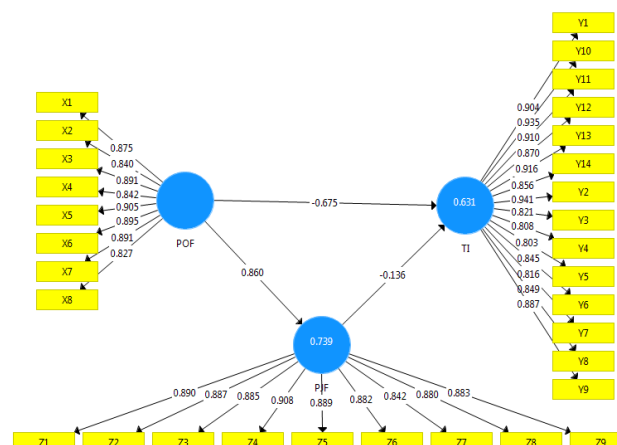 Y1
Y10
Y11
Y12
Y13
Y14
Y2
Y3
Y4
Y5
Y6
Y7
Y8
Y9
0.904
0.935
0.910
0.870
0.916
0.856
0.941
0.821
0.808
0.803
0.845
0.816
0.849
0.887
X1
X2
X3
X4
X5
X6
X7
X8
0.875
0.840
0.891
0.842
0.905
0.895
0.891
0.827
POF
-0.675
0.631
TI
0.860
-0.136
0.739
PJF
0.890
0.887
0.885
0.908
0.889
0.882
0.842
0.880
0.883
Z1
Z2
Z3
Z4
Z5
Z6
Z7
Z8
Z9